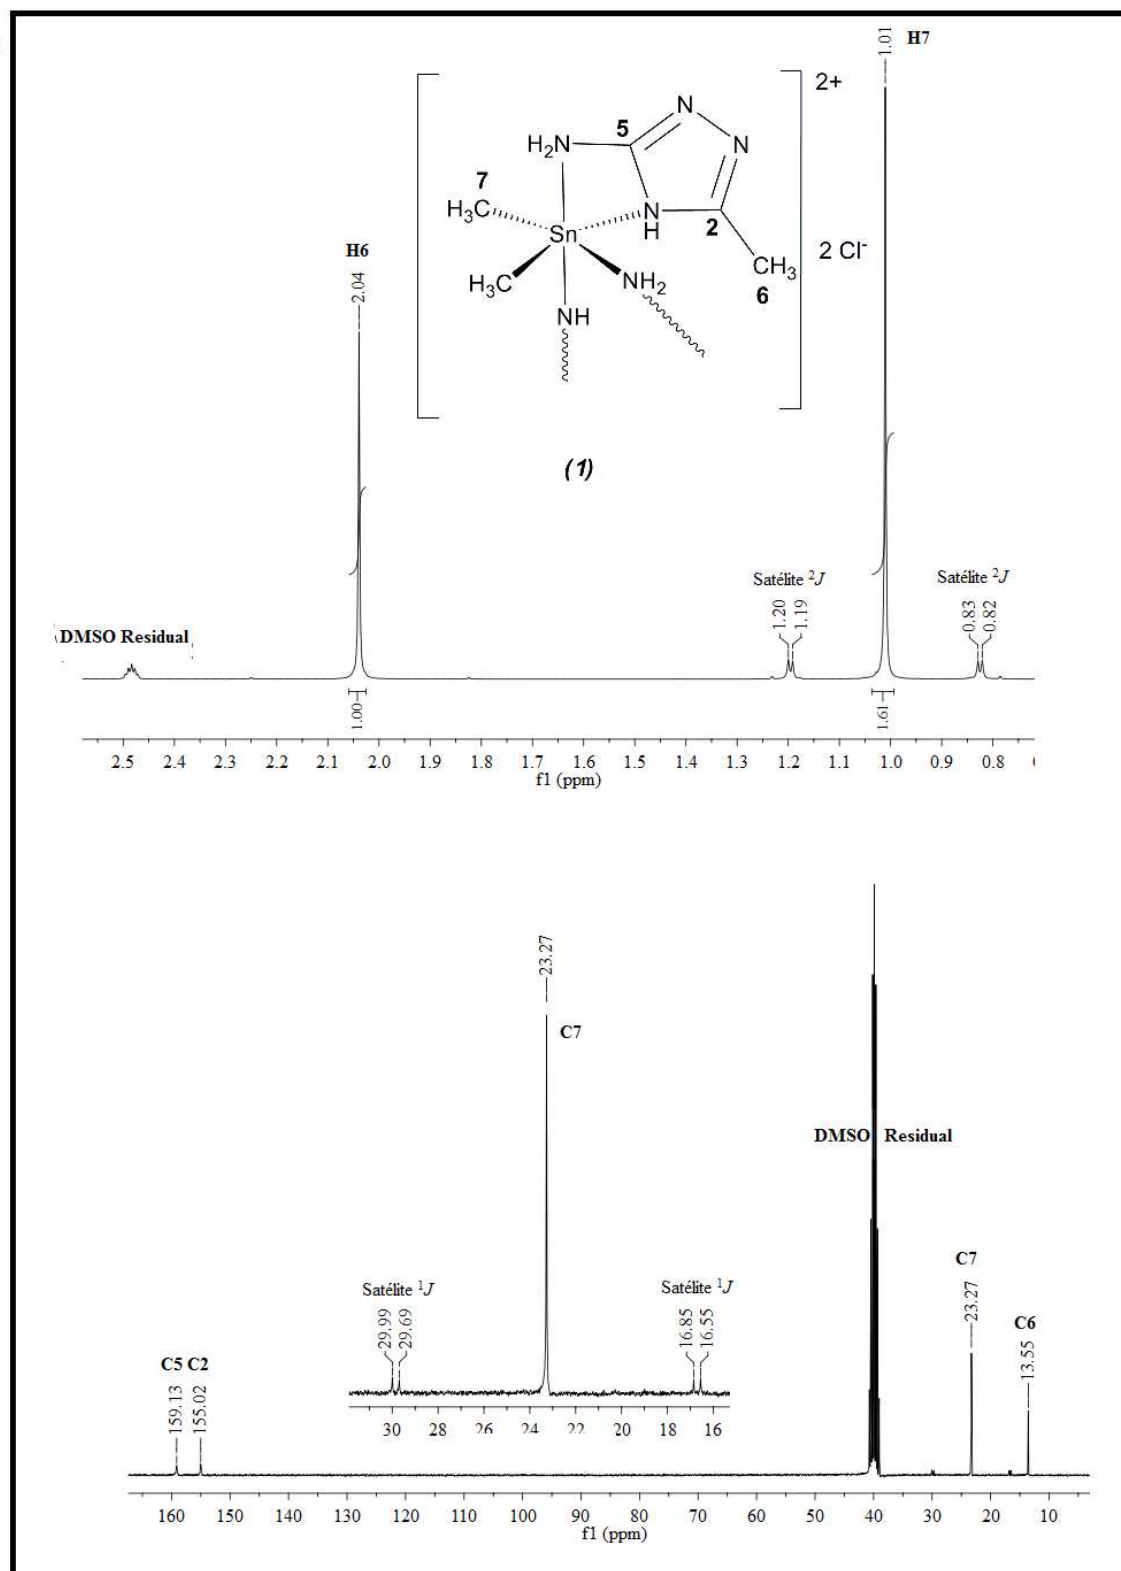 1.01
H7
2+
N
N
5
H₂N
7
H₃C
N
H
2
Sn
2 Cl⁻
CH₃
6
H₃C
NH₂
NH
H6
2.04
(1)
Satélite ²J
1.20
1.19
Satélite ²J
0.83
0.82
DMSO Residual
1.00
1.61
2.5 2.4 2.3 2.2 2.1 2.0 1.9 1.8 1.7 1.6 1.5 1.4 1.3 1.2 1.1 1.0 0.9 0.8
f1 (ppm)
23.27
C7
DMSO Residual
Satélite ¹J
29.99
29.69
Satélite ¹J
16.85
16.55
30 28 26 24 22 20 18 16
C5 C2
159.13
155.02
C7
23.27
C6
13.55
160 150 140 130 120 110 100 90 80 70 60 50 40 30 20 10
f1 (ppm)